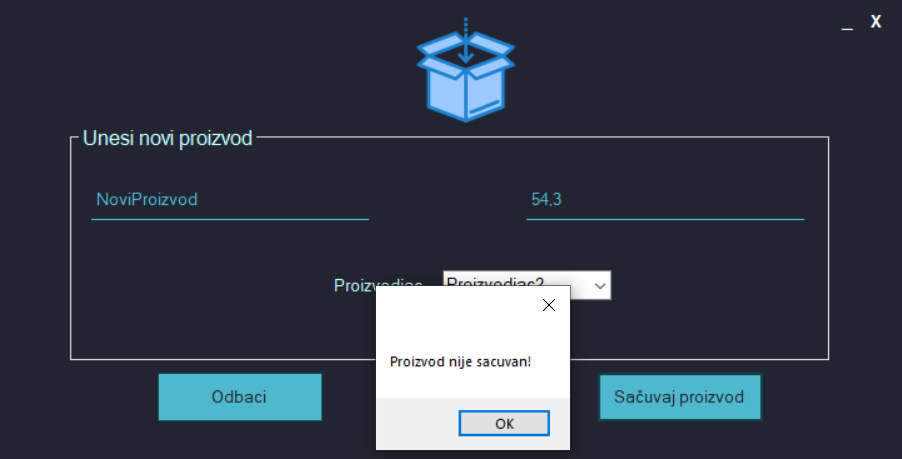 _ X
Unesi novi proizvod
NoviProizvod 54,3
Proizvodjac Proizvodjac2
Proizvod nije sacuvan!
Odbaci Sačuvaj proizvod
OK